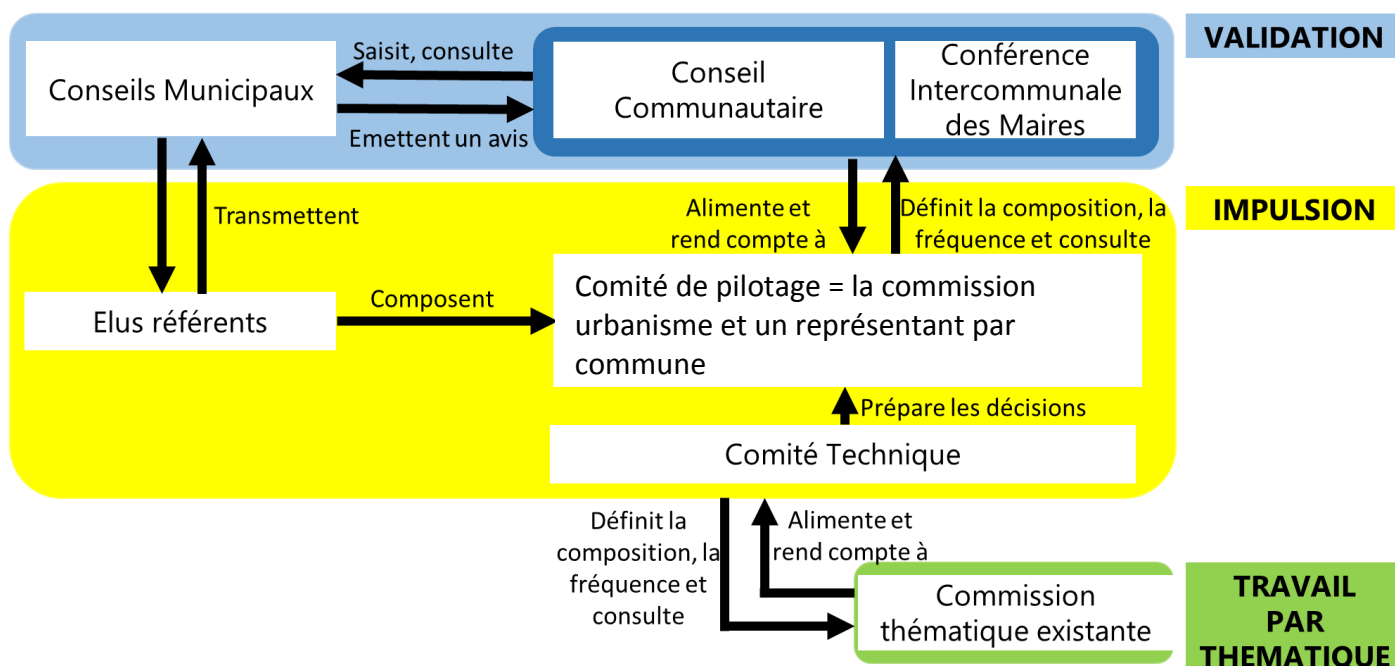 VALIDATION
Saisit, consulte
Conseils Municipaux
Emettent un avis
Conseil
Communautaire
Conférence
Intercommunale
des Maires
IMPULSION
Transmettent
Alimente et
rend compte à
Définit la composition, la
fréquence et consulte
Elus référents
Composent
Comité de pilotage = la commission
urbanisme et un représentant par
commune
Prépare les décisions
Comité Technique
Définit la
composition, la
fréquence et
consulte
Alimente et
rend compte à
Commission
thématique existante
TRAVAIL
PAR
THEMATIQUE